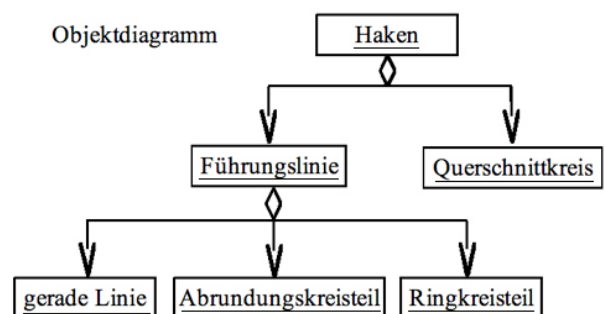 Objektdiagramm
Haken
Führungslinie
Querschnittkreis
gerade Linie
Abrundungskreisteil
Ringkreisteil